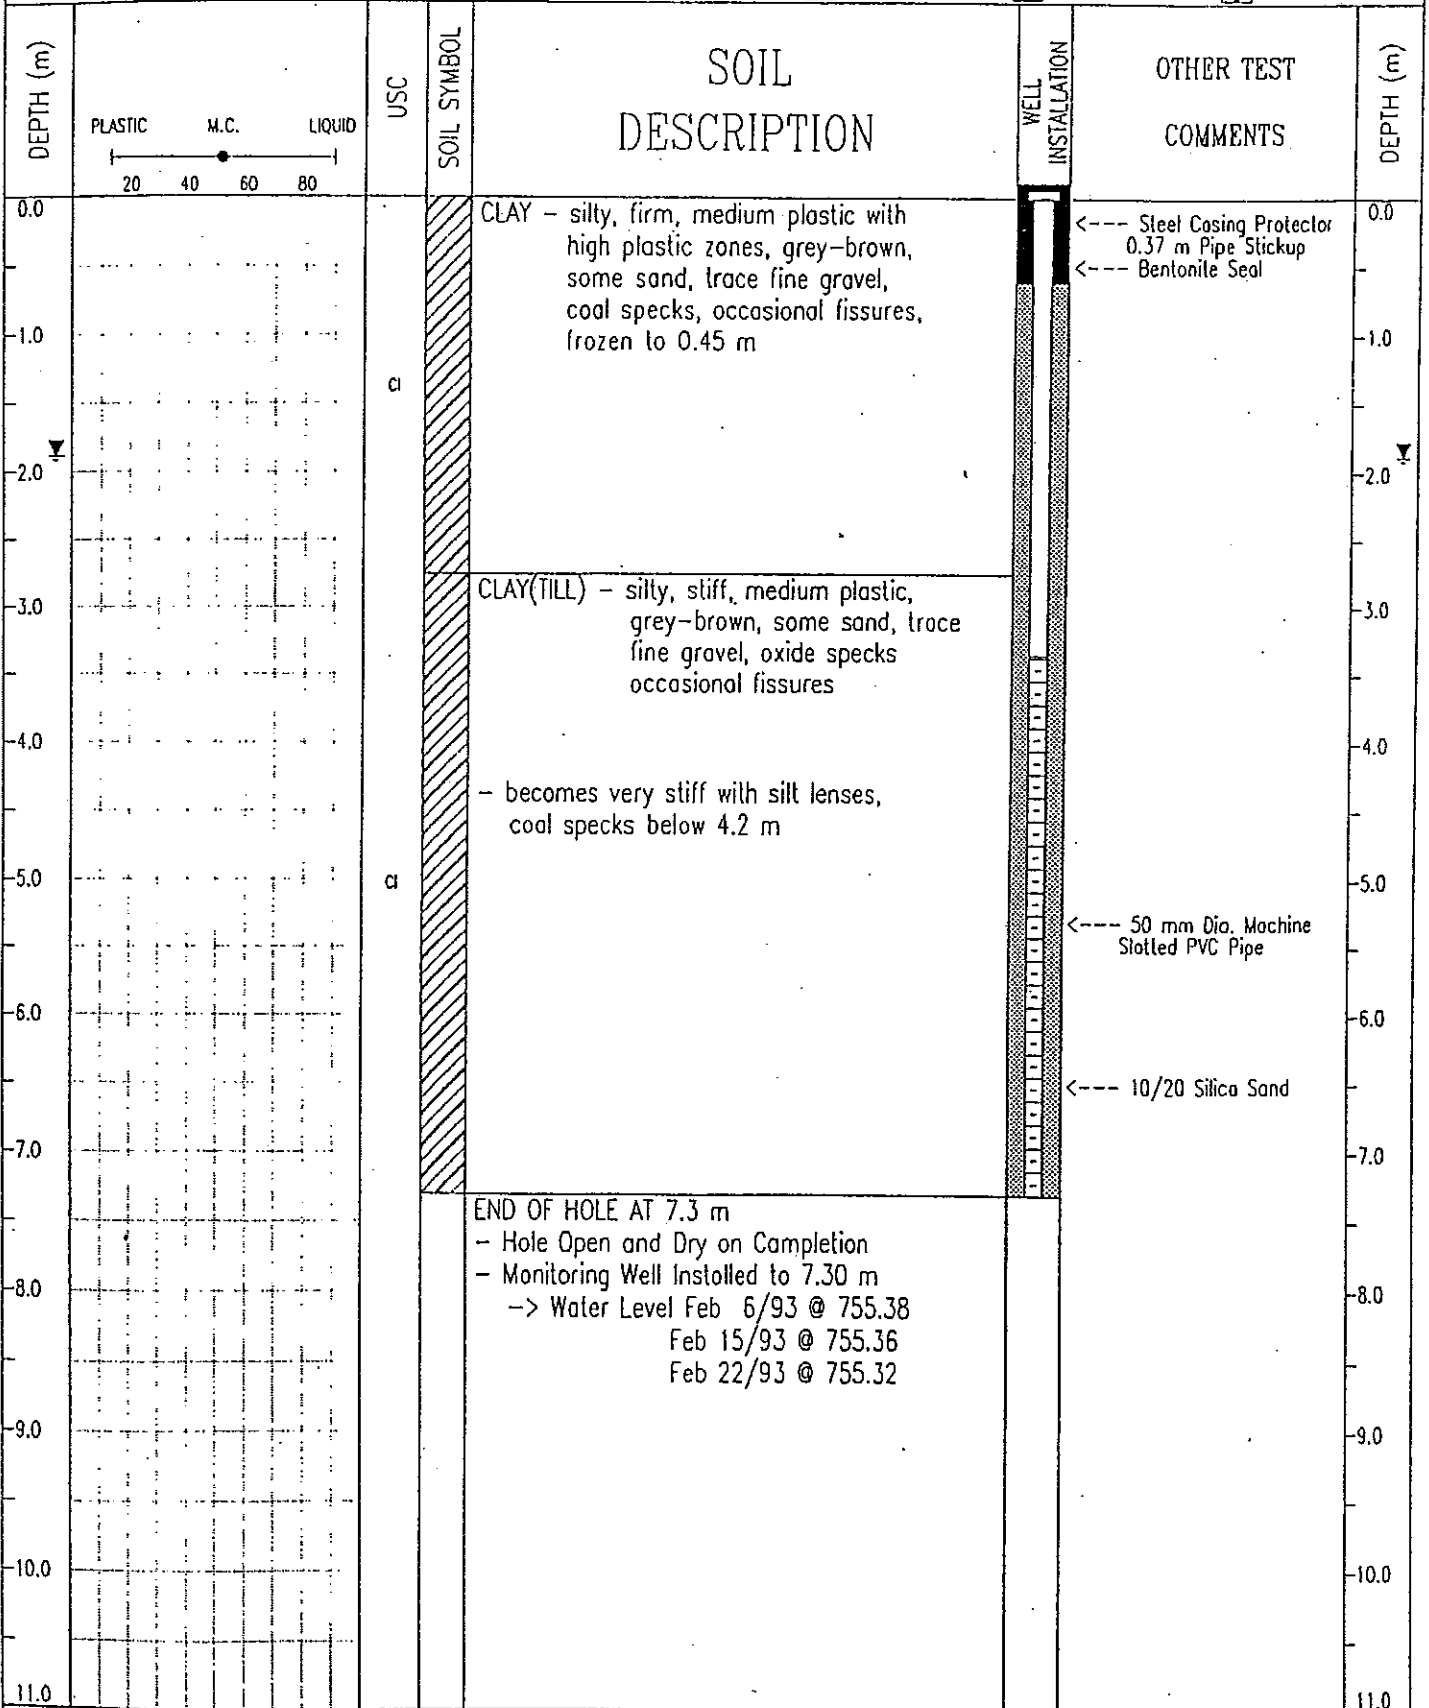 DEPTH (m)
PLASTIC M.C. LIQUID
20 40 60 80
USC
SOIL SYMBOL
SOIL
DESCRIPTION
WELL
INSTALLATION
OTHER TEST
COMMENTS
DEPTH (m)
0.0
CLAY - silty, firm, medium plastic with
high plastic zones, grey-brown,
some sand, trace fine gravel,
coal specks, occasional fissures,
frozen to 0.45 m
<--- Steel Casing Protector
0.37 m Pipe Stickup
<--- Bentonite Seal
0.0
-1.0
-1.0
CI
-2.0
-2.0
CLAY(TILL) - silty, stiff, medium plastic,
grey-brown, some sand, trace
fine gravel, oxide specks
occasional fissures
-3.0
-3.0
-4.0
-4.0
- becomes very stiff with silt lenses,
coal specks below 4.2 m
-5.0
CI
-5.0
<---- 50 mm Dia. Machine
Slotted PVC Pipe
-6.0
-6.0
<--- 10/20 Silica Sand
-7.0
-7.0
END OF HOLE AT 7.3 m
- Hole Open and Dry on Completion
- Monitoring Well Installed to 7.30 m
-> Water Level Feb 6/93 @ 755.38
Feb 15/93 @ 755.36
Feb 22/93 @ 755.32
-8.0
-8.0
-9.0
-9.0
-10.0
-10.0
11.0
11.0